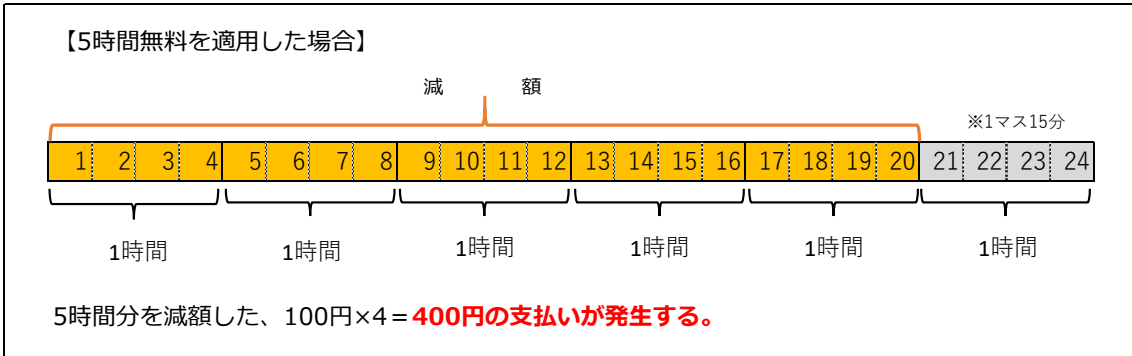 【5時間無料を適用した場合】
減 額
※1マス15分
1 2 3 4 5 6 7 8 9 10 11 12 13 14 15 16 17 18 19 20 21 22 23 24
1時間 1時間 1時間 1時間 1時間 1時間
5時間分を減額した、100円×4＝400円の支払いが発生する。